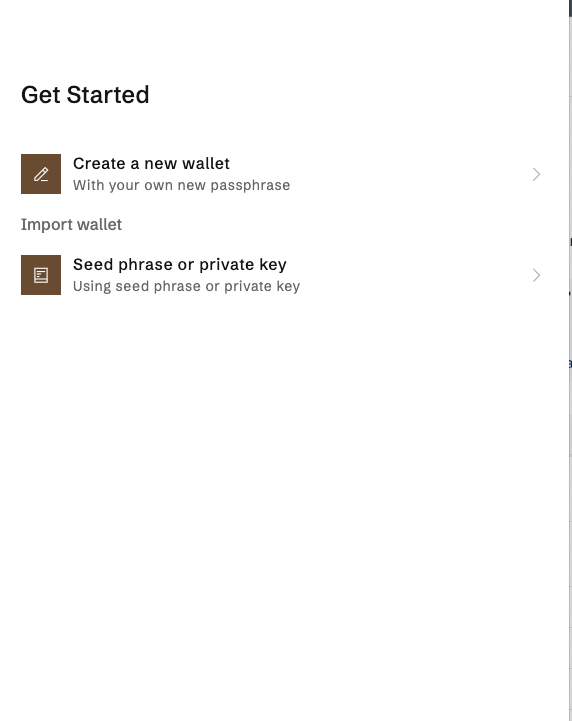 Get Started
Create a new wallet
With your own new passphrase
Import wallet
Seed phrase or private key
Using seed phrase or private key